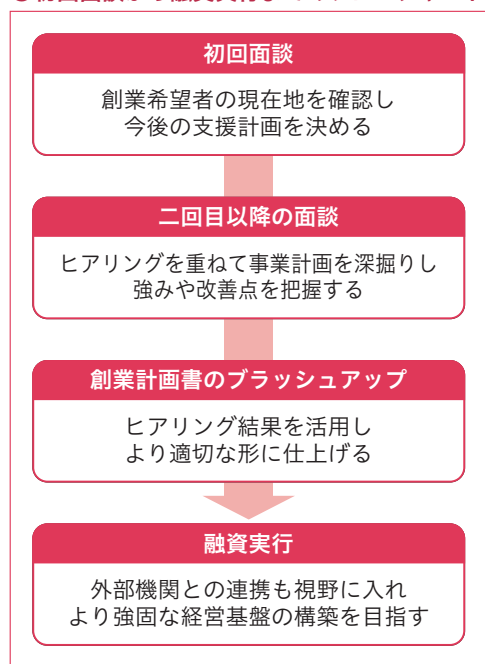 初回面談
創業希望者の現在地を確認し
今後の支援計画を決める
二回目以降の面談
ヒアリングを重ねて事業計画を深掘りし
強みや改善点を把握する
創業計画書のブラッシュアップ
ヒアリング結果を活用し
より適切な形に仕上げる
融資実行
外部機関との連携も視野に入れ
より強固な経営基盤の構築を目指す